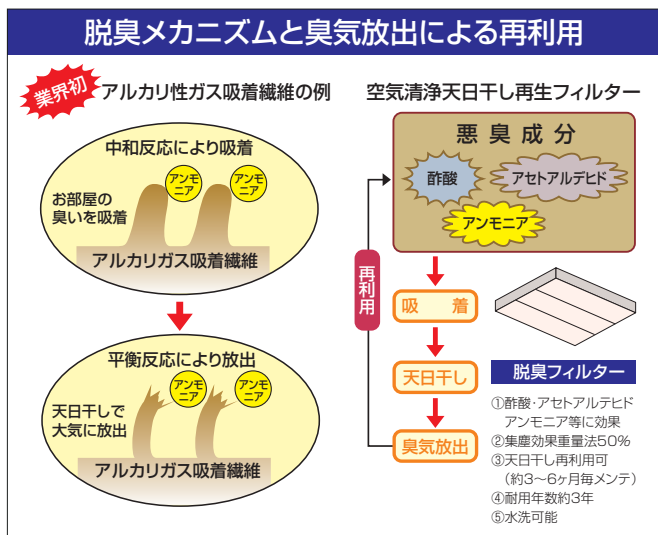 脱臭メカニズムと臭気放出による再利用
業界初
アルカリ性ガス吸着繊維の例
中和反応により吸着
アンモ
ニア
アンモ
ニア
お部屋の
臭いを吸着
アルカリガス吸着繊維
平衡反応により放出
アンモ
ニア
アンモ
ニア
天日干しで
大気に放出
アルカリガス吸着繊維
空気清浄天日干し再生フィルター
悪臭成分
酢酸
アセトアルデヒド
アンモニア
再利用
吸 着
天日干し
臭気放出
脱臭フィルター
①酢酸・アセトアルデヒド
アンモニア等に効果
②集塵効果重量法50%
③天日干し再利用可
(約3〜6ヶ月毎メンテ)
④耐用年数約3年
⑤水洗可能